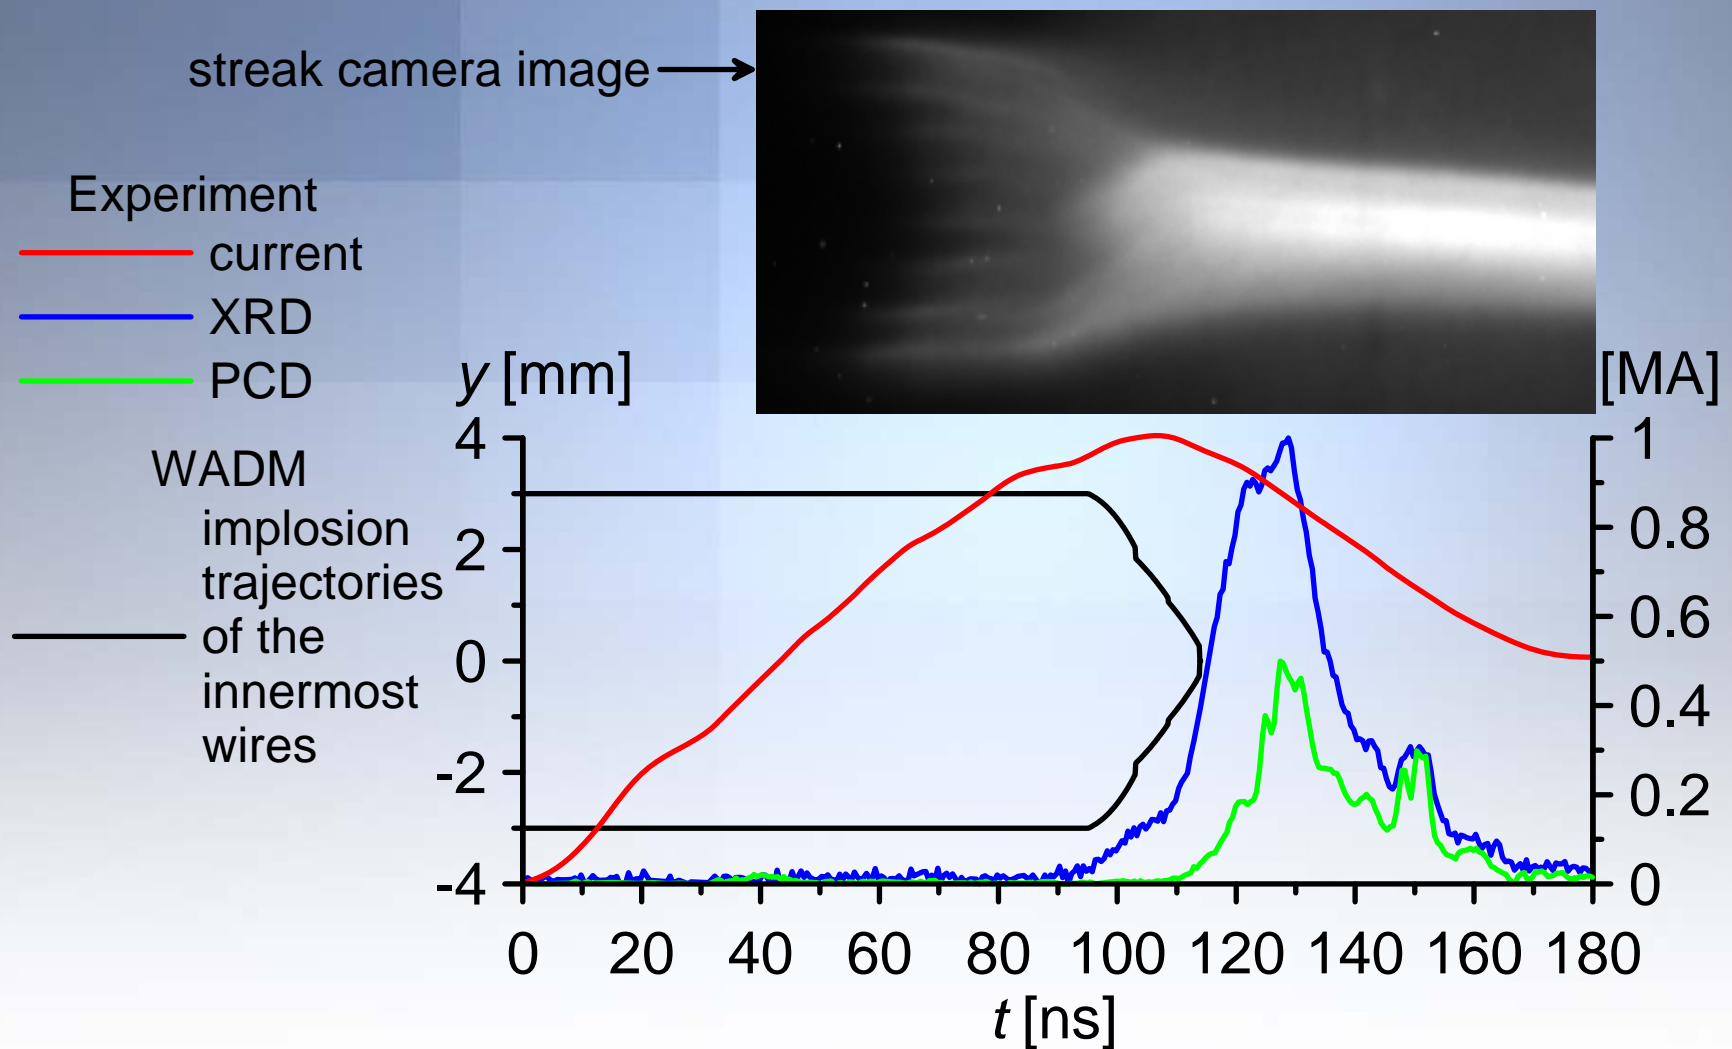 streak camera image
Experiment
current
XRD
PCD
WADM
implosion
trajectories
of the
innermost
wires
y [mm]
[MA]
4
2
0
-2
-4
1
0.8
0.6
0.4
0.2
0
0 20 40 60 80 100 120 140 160 180
t [ns]